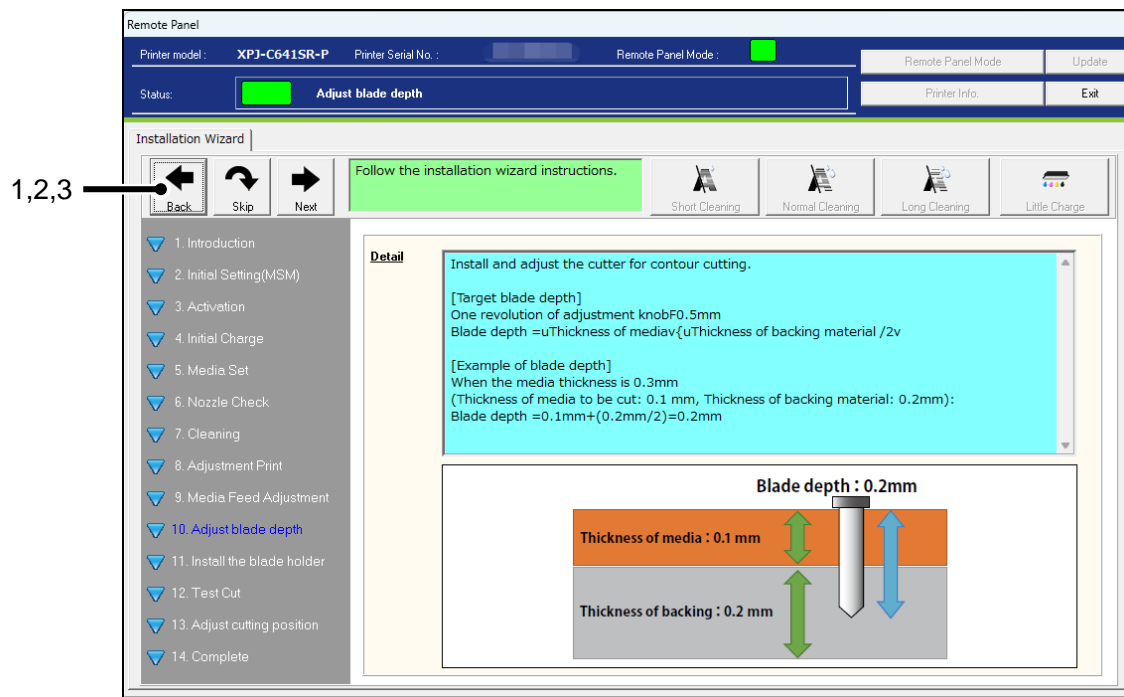 Remote Panel
Printer model : XPJ-C641SR-P Printer Serial No. : Remote Panel Mode :
Remote Panel Mode Update
Status: Adjust blade depth
Printer Info. Exit
Installation Wizard
1,2,3
Back Skip Next
Follow the installation wizard instructions.
Short Cleaning Normal Cleaning Long Cleaning Little Charge
1. Introduction
2. Initial Setting(MSM)
3. Activation
4. Initial Charge
5. Media Set
6. Nozzle Check
7. Cleaning
8. Adjustment Print
9. Media Feed Adjustment
10. Adjust blade depth
11. Install the blade holder
12. Test Cut
13. Adjust cutting position
14. Complete
Detail
Install and adjust the cutter for contour cutting.
[Target blade depth]
One revolution of adjustment knobF0.5mm
Blade depth =uThickness of mediav{uThickness of backing material /2v
[Example of blade depth]
When the media thickness is 0.3mm
(Thickness of media to be cut: 0.1 mm, Thickness of backing material: 0.2mm):
Blade depth =0.1mm+(0.2mm/2)=0.2mm
Blade depth : 0.2mm
Thickness of media : 0.1 mm
Thickness of backing : 0.2 mm